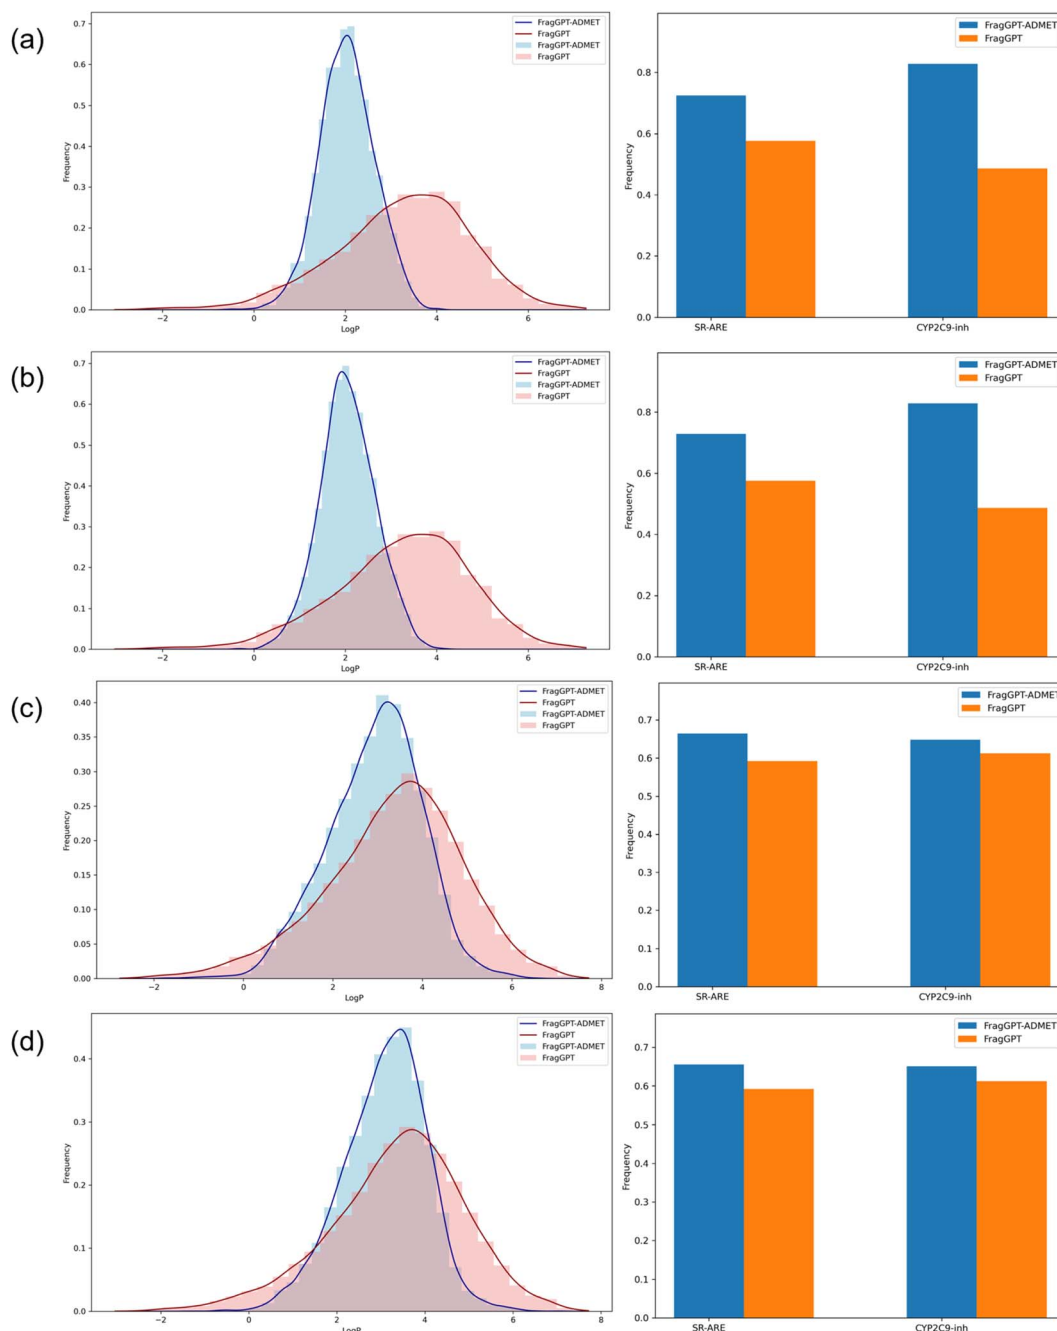 (a)
0.7
0.6
0.5
0.4
0.3
0.2
0.1
0.0
Frequency
−2
0
2
4
6
LogP
FragGPT-ADMET
FragGPT
FragGPT-ADMET
FragGPT
0.8
0.6
0.4
0.2
0.0
Frequency
SR-ARE
CYP2C9-inh
FragGPT-ADMET
FragGPT
(b)
0.7
0.6
0.5
0.4
0.3
0.2
0.1
0.0
Frequency
−2
0
2
4
6
LogP
FragGPT-ADMET
FragGPT
FragGPT-ADMET
FragGPT
0.8
0.6
0.4
0.2
0.0
Frequency
SR-ARE
CYP2C9-inh
FragGPT-ADMET
FragGPT
(c)
0.40
0.35
0.30
0.25
0.20
0.15
0.10
0.05
0.00
Frequency
−2
0
2
4
6
8
LogP
FragGPT-ADMET
FragGPT
FragGPT-ADMET
FragGPT
0.7
0.6
0.5
0.4
0.3
0.2
0.1
0.0
Frequency
SR-ARE
CYP2C9-inh
FragGPT-ADMET
FragGPT
(d)
0.4
0.3
0.2
0.1
0.0
Frequency
−2
0
2
4
6
8
LogP
FragGPT-ADMET
FragGPT
FragGPT-ADMET
FragGPT
0.7
0.6
0.5
0.4
0.3
0.2
0.1
0.0
Frequency
SR-ARE
CYP2C9-inh
FragGPT-ADMET
FragGPT